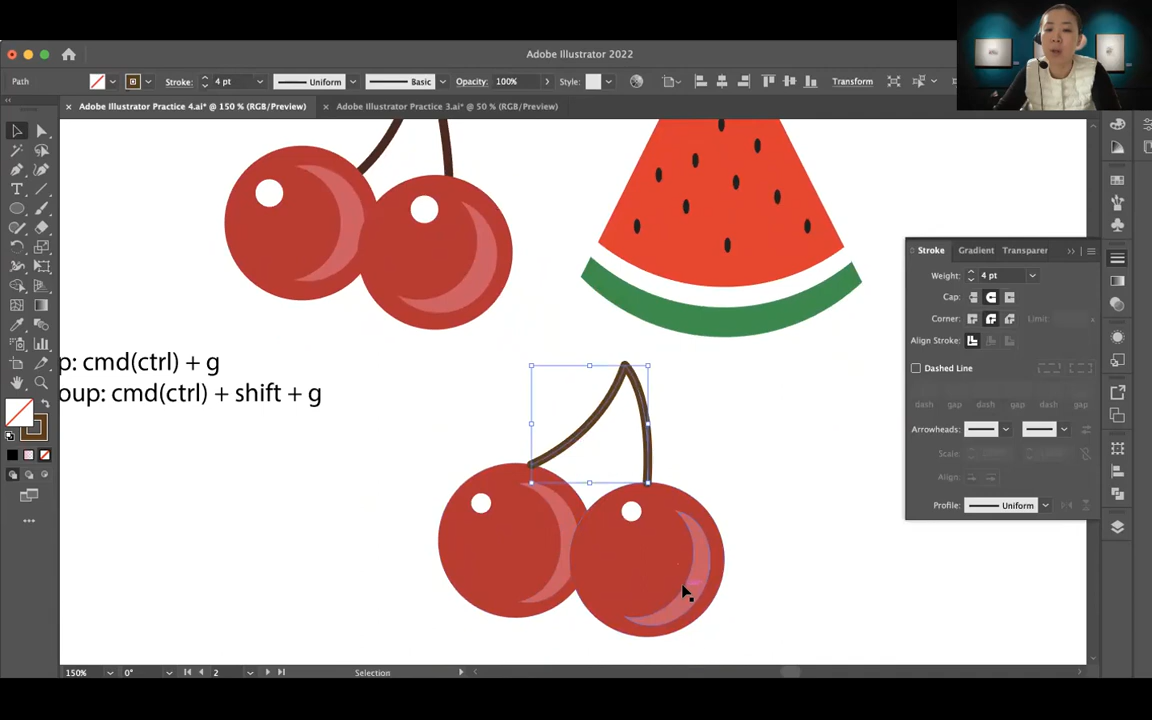 Adobe Illustrator 2022
Path
Stroke:
4 pt
Uniform
Basic
Opacity:
100%
Style:
Transform
× Adobe Illustrator Practice 4.ai* @ 150 % (RGB/Preview)
× Adobe Illustrator Practice 3.ai* @ 50 % (RGB/Preview)
p: cmd(ctrl) + g
oup: cmd(ctrl) + shift + g
Stroke
Gradient
Transparer
Weight:
4 pt
Cap:
Corner:
Limit
Align Stroke:
Dashed Line
dash gap dash gap dash gap
Arrowheads:
Scale:
Align:
Profile:
Uniform
150%
0°
2
Selection